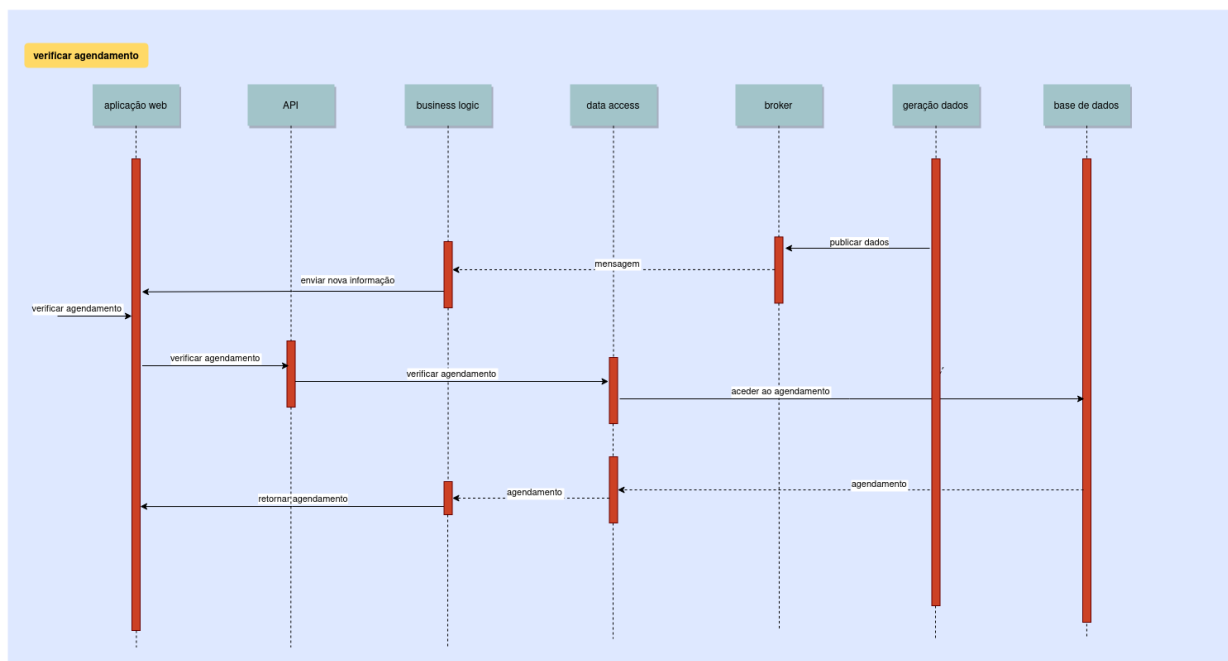 verificar agendamento
aplicação web
API
business logic
data access
broker
geração dados
base de dados
publicar dados
mensagem
enviar nova informação
verificar agendamento
verificar agendamento
verificar agendamento
aceder ao agendamento
agendamento
agendamento
retornar agendamento